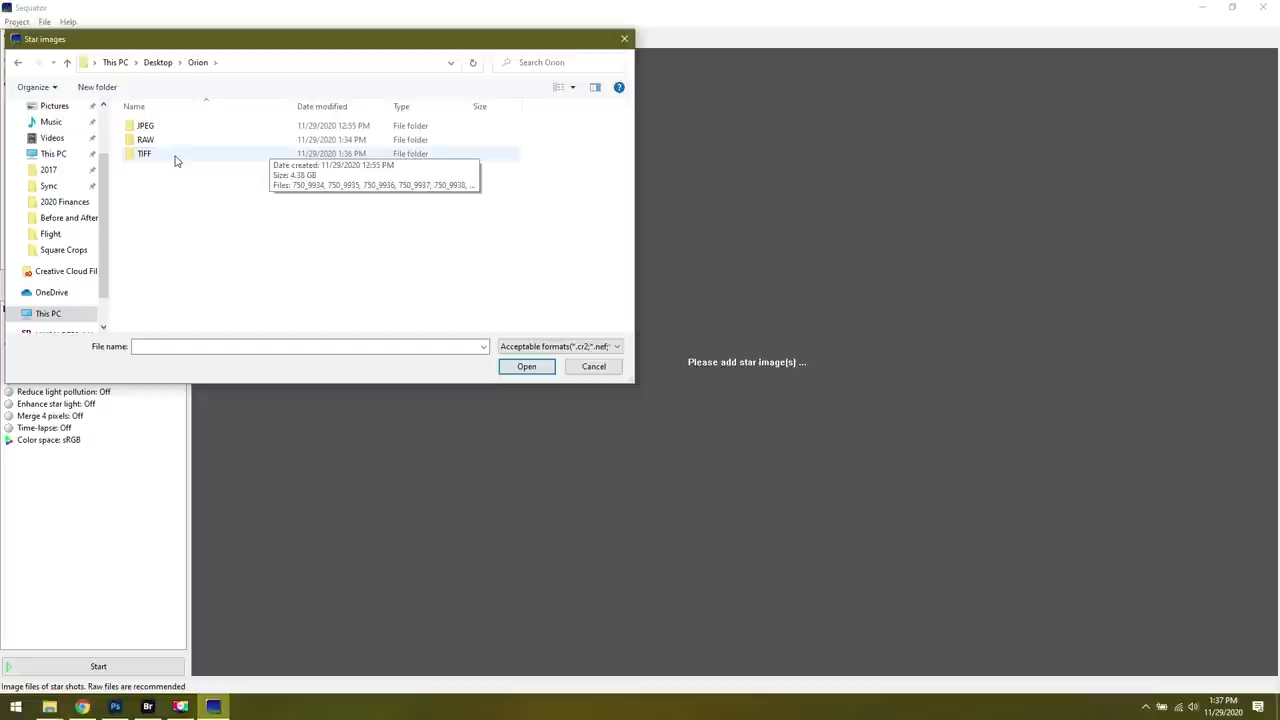 Sequator
Project File Help
Star images
This PC Desktop Orion
Search Orion
Organize New folder
Name Date modified Type Size
Pictures
Music
Videos
This PC
2017
Sync
2020 Finances
Before and After
Flight
Square Crops
Creative Cloud Fil
OneDrive
This PC
JPEG 11/29/2020 12:55 PM File folder
RAW 11/29/2020 1:34 PM File folder
TIFF 11/29/2020 1:36 PM File folder
Date created: 11/29/2020 12:55 PM
Size: 4.38 GB
Files: 750_9934, 750_9935, 750_9936, 750_9937, 750_9938, ...
File name: Acceptable formats(*.cr2;*.nef;*
Open Cancel
Please add star image(s) ...
Reduce light pollution: Off
Enhance star light: Off
Merge 4 pixels: Off
Time-lapse: Off
Color space: sRGB
Start
Image files of star shots. Raw files are recommended
Ps Br
1:37 PM
11/29/2020